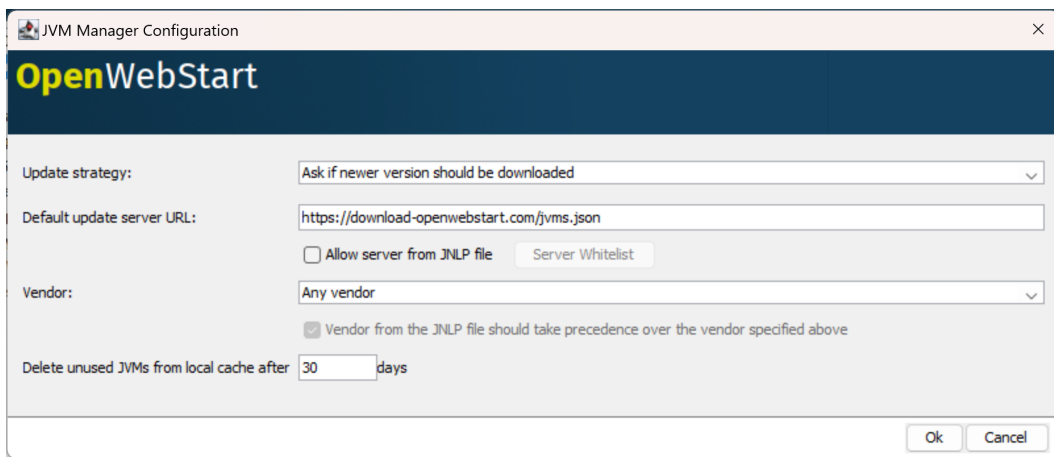 JVM Manager Configuration
OpenWebStart
Update strategy: Ask if newer version should be downloaded
Default update server URL: https://download-openwebstart.com/jvms.json
Allow server from JNLP file Server Whitelist
Vendor: Any vendor
Vendor from the JNLP file should take precedence over the vendor specified above
Delete unused JVMs from local cache after 30 days
Ok Cancel